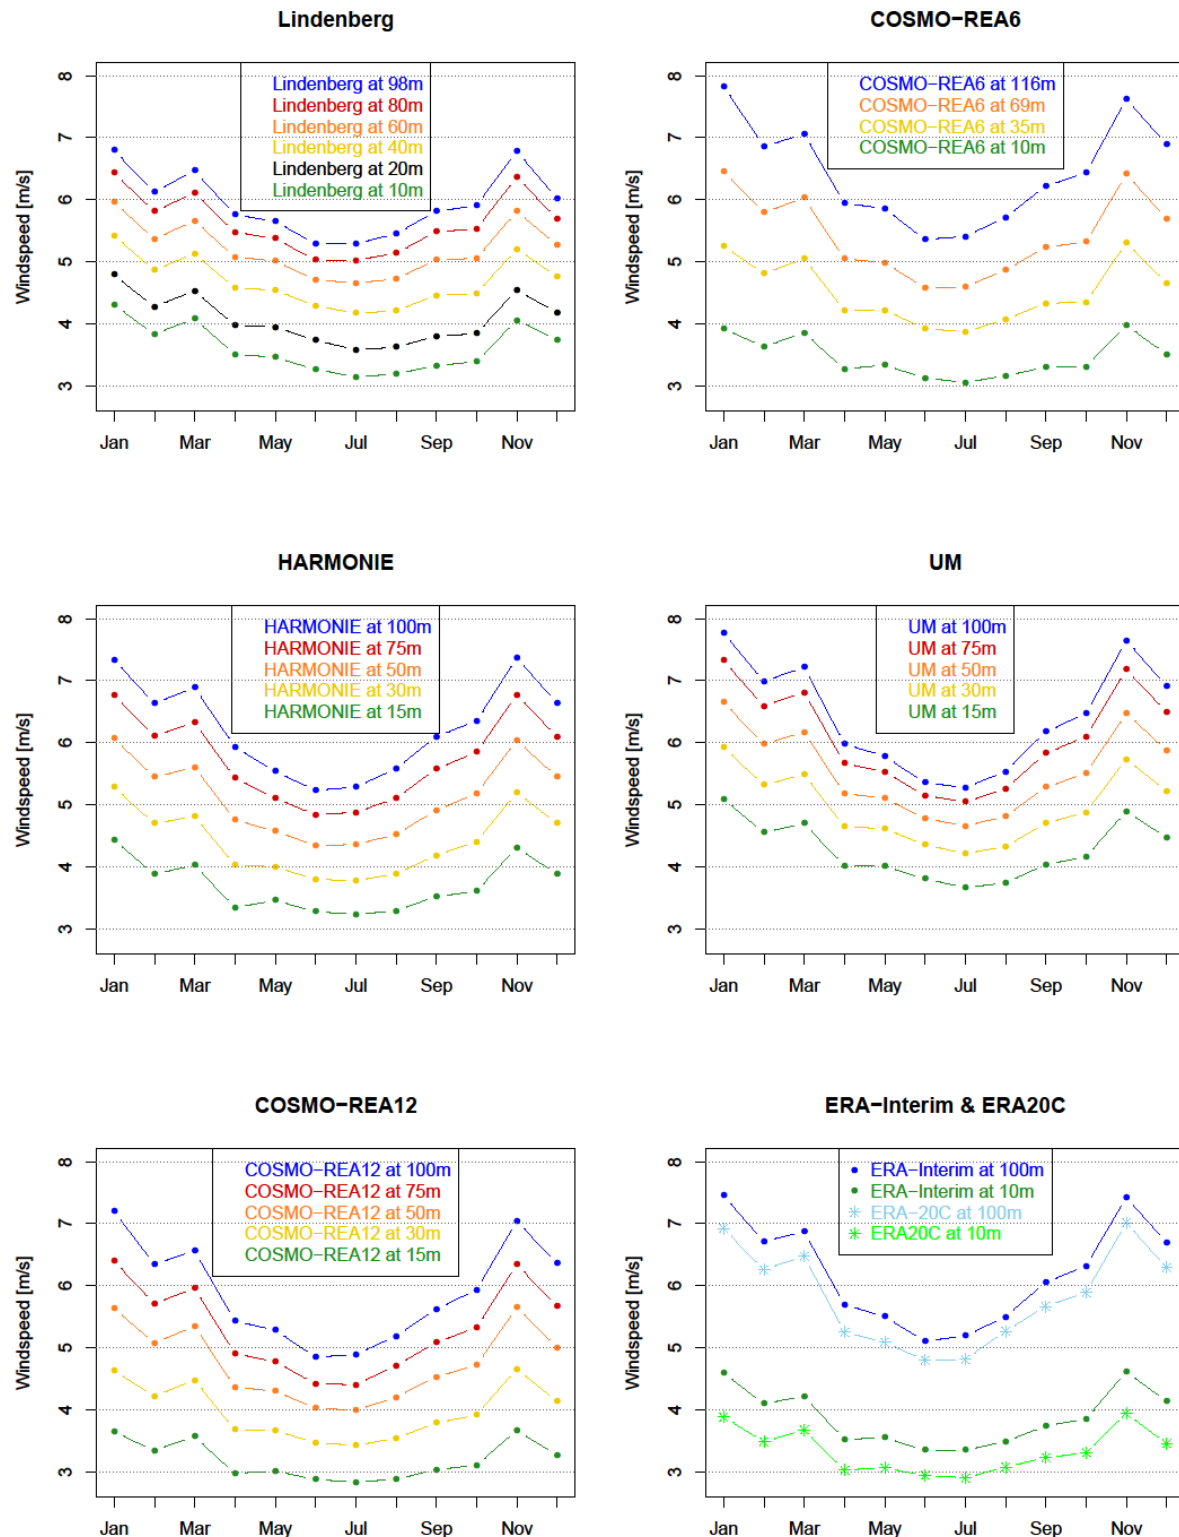 Lindenberg
Windspeed [m/s]
8
7
6
5
4
3
Lindenberg at 98m
Lindenberg at 80m
Lindenberg at 60m
Lindenberg at 40m
Lindenberg at 20m
Lindenberg at 10m
Jan Mar May Jul Sep Nov
COSMO−REA6
Windspeed [m/s]
8
7
6
5
4
3
COSMO−REA6 at 116m
COSMO−REA6 at 69m
COSMO−REA6 at 35m
COSMO−REA6 at 10m
Jan Mar May Jul Sep Nov
HARMONIE
Windspeed [m/s]
8
7
6
5
4
3
HARMONIE at 100m
HARMONIE at 75m
HARMONIE at 50m
HARMONIE at 30m
HARMONIE at 15m
Jan Mar May Jul Sep Nov
UM
Windspeed [m/s]
8
7
6
5
4
3
UM at 100m
UM at 75m
UM at 50m
UM at 30m
UM at 15m
Jan Mar May Jul Sep Nov
COSMO−REA12
Windspeed [m/s]
8
7
6
5
4
3
COSMO−REA12 at 100m
COSMO−REA12 at 75m
COSMO−REA12 at 50m
COSMO−REA12 at 30m
COSMO−REA12 at 15m
Jan Mar May Jul Sep Nov
ERA−Interim & ERA20C
Windspeed [m/s]
8
7
6
5
4
3
ERA−Interim at 100m
ERA−Interim at 10m
ERA−20C at 100m
ERA20C at 10m
Jan Mar May Jul Sep Nov